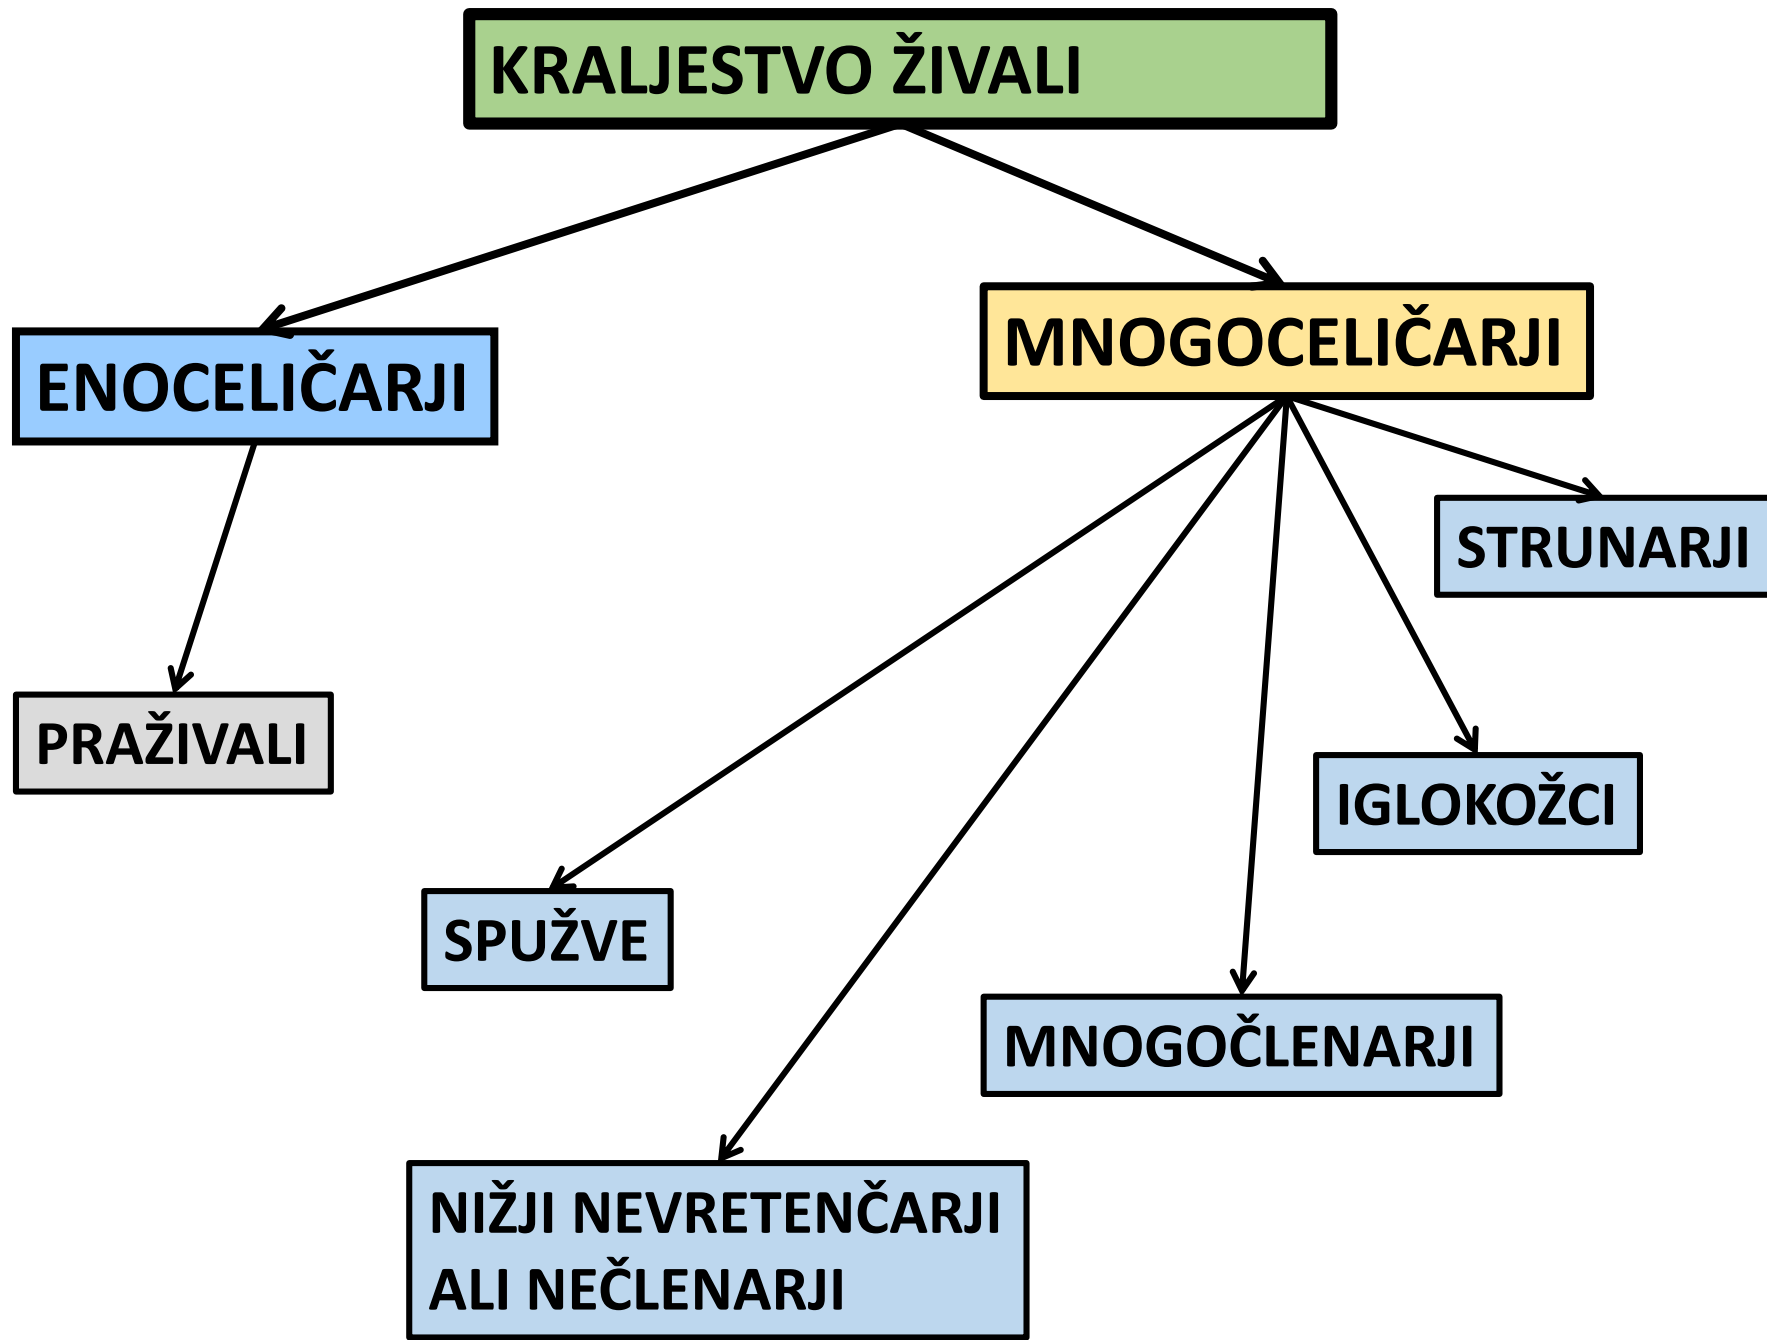 KRALJESTVO ŽIVALI
ENOCELIČARJI
MNOGOCELIČARJI
STRUNARJI
PRAŽIVALI
IGLOKOŽCI
SPUŽVE
MNOGOČLENARJI
NIŽJI NEVRETENČARJI
ALI NEČLENARJI